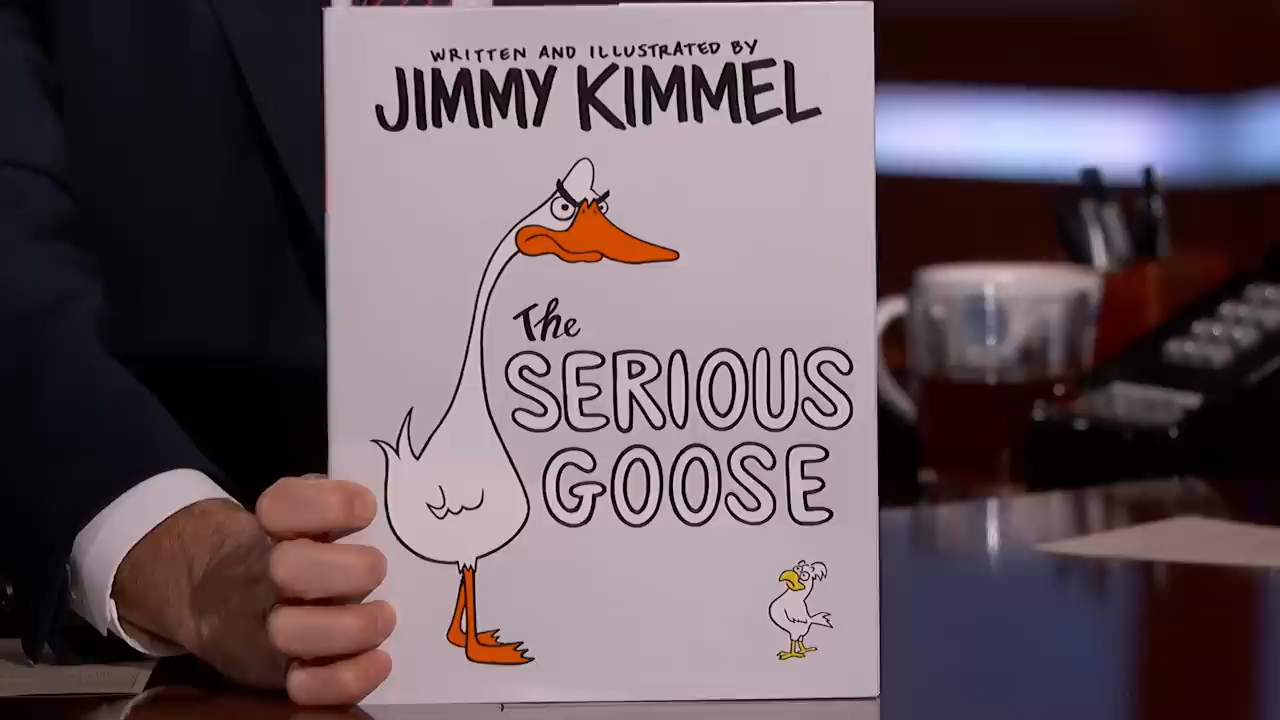 WRITTEN AND ILLUSTRATED BY
JIMMY KIMMEL
The
SERIOUS
GOOSE